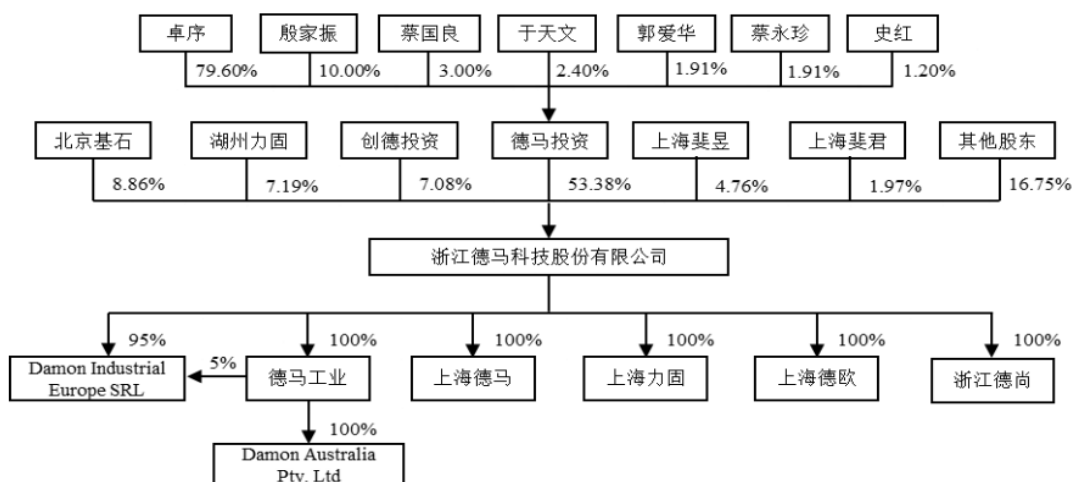 卓序 殷家振 蔡国良 于天文 郭爱华 蔡永珍 史红
79.60% 10.00% 3.00% 2.40% 1.91% 1.91% 1.20%
北京基石 湖州力固 创德投资 德马投资 上海斐昱 上海斐君 其他股东
8.86% 7.19% 7.08% 53.38% 4.76% 1.97% 16.75%
浙江德马科技股份有限公司
95% 100% 100% 100% 100% 100%
Damon Industrial
Europe SRL
5%
德马工业 上海德马 上海力固 上海德欧 浙江德尚
100%
Damon Australia
Pty. Ltd